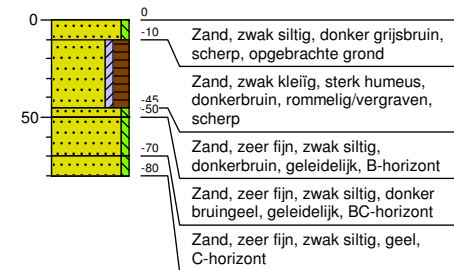 0
0
-10
Zand, zwak siltig, donker grijsbruin,
scherp, opgebrachte grond
Zand, zwak kleiïg, sterk humeus,
donkerbruin, rommelig/vergraven,
scherp
-45
50
-50
Zand, zeer fijn, zwak siltig,
donkerbruin, geleidelijk, B-horizont
-70
-80
Zand, zeer fijn, zwak siltig, donker
bruingeel, geleidelijk, BC-horizont
Zand, zeer fijn, zwak siltig, geel,
C-horizont